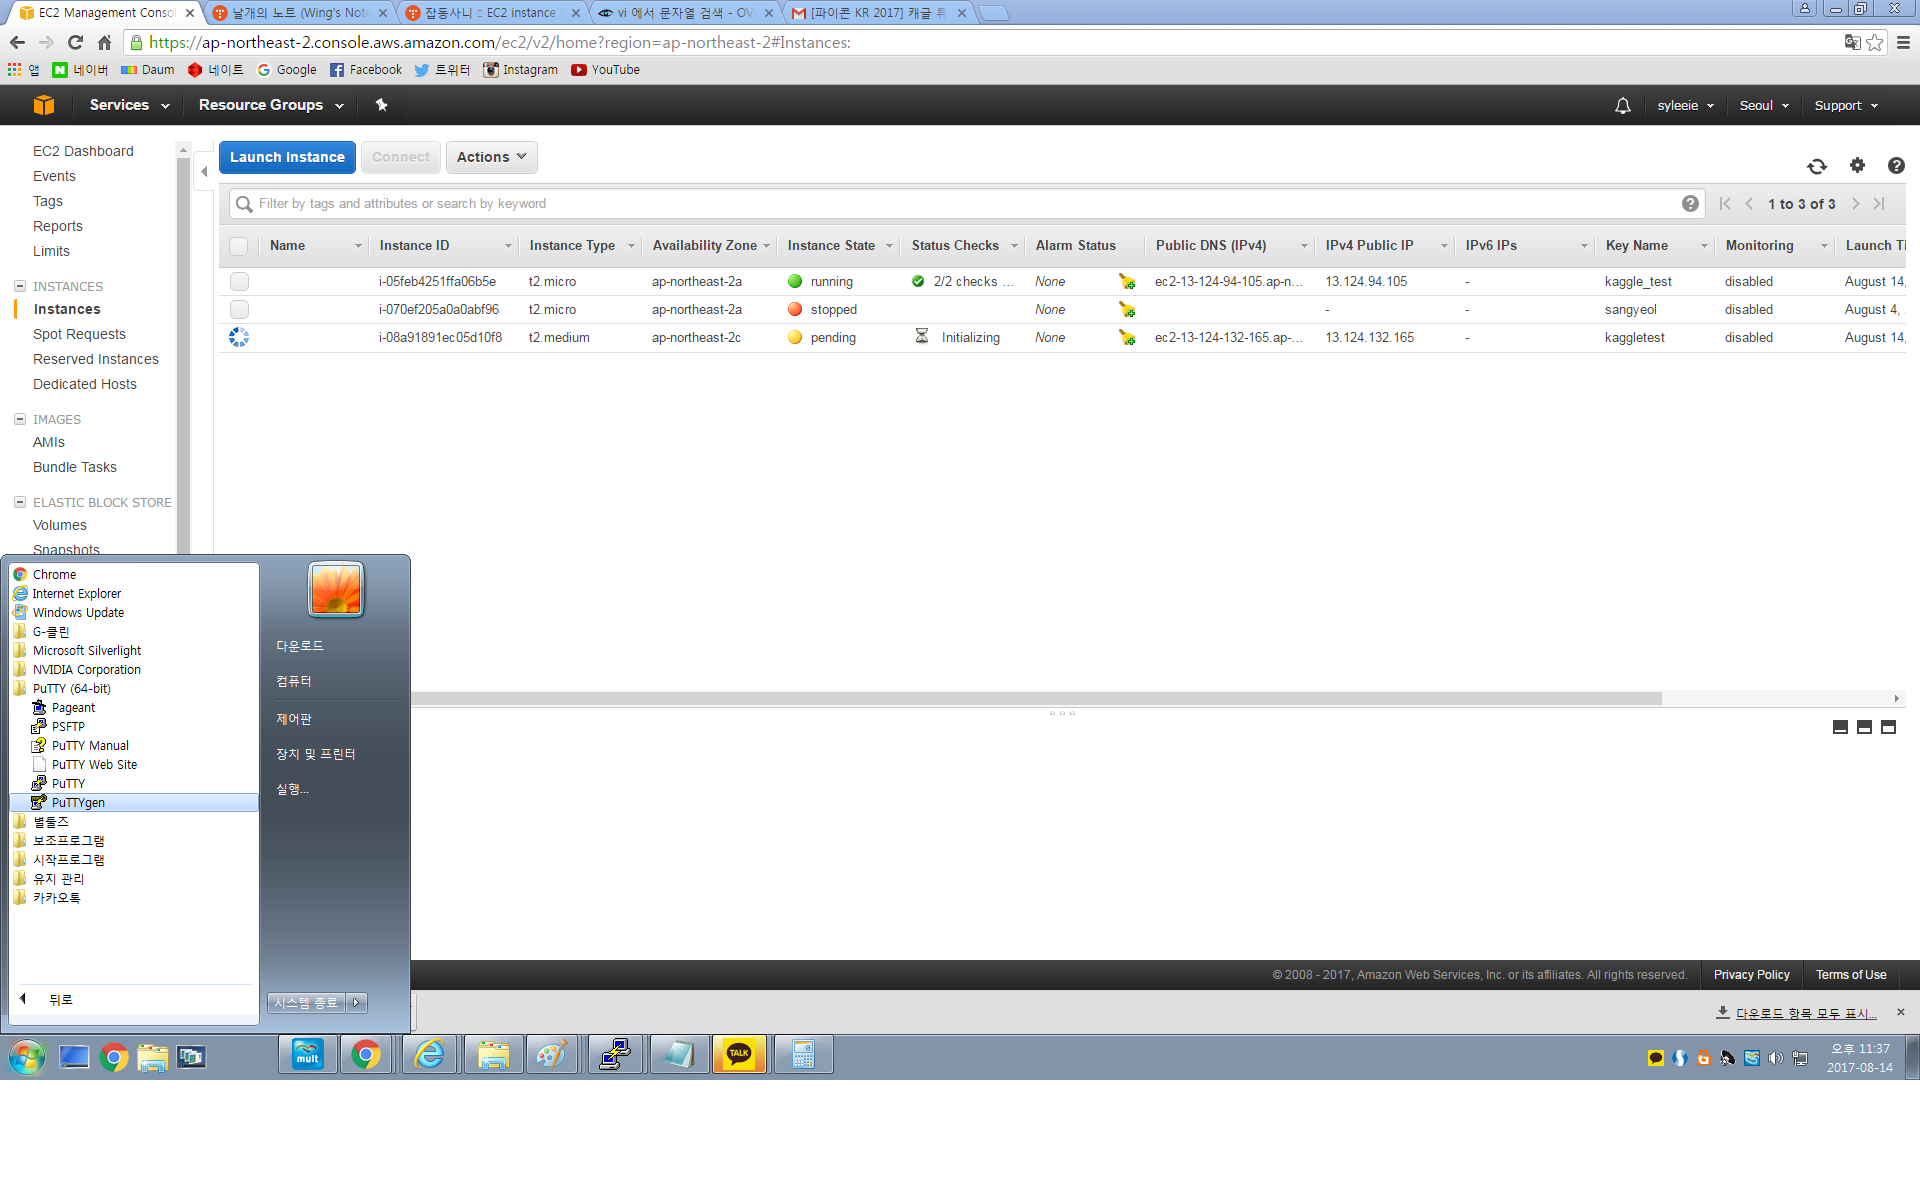 EC2 Management Consol
날개의 노트 (Wing's Note
잡동사니 :: EC2 instance
vi 에서 문자열 검색 - OV
[파이콘 KR 2017] 캐글 튜
https://ap-northeast-2.console.aws.amazon.com/ec2/v2/home?region=ap-northeast-2#Instances:
앱 네이버 Daum 네이트 Google Facebook 트위터 Instagram YouTube
Services Resource Groups syleeie Seoul Support
EC2 Dashboard
Events
Tags
Reports
Limits
INSTANCES
Instances
Spot Requests
Reserved Instances
Dedicated Hosts
IMAGES
AMIs
Bundle Tasks
ELASTIC BLOCK STORE
Volumes
Snapshots
Launch Instance Connect Actions
Filter by tags and attributes or search by keyword 1 to 3 of 3
Name Instance ID Instance Type Availability Zone Instance State Status Checks Alarm Status Public DNS (IPv4) IPv4 Public IP IPv6 IPs Key Name Monitoring Launch Ti
i-05feb4251ffa06b5e t2.micro ap-northeast-2a running 2/2 checks ... None ec2-13-124-94-105.ap-n... 13.124.94.105 - kaggle_test disabled August 14,
i-070ef205a0a0abf96 t2.micro ap-northeast-2a stopped None - - sangyeol disabled August 4,
i-08a91891ec05d10f8 t2.medium ap-northeast-2c pending Initializing None ec2-13-124-132-165.ap-... 13.124.132.165 - kaggletest disabled August 14,
Chrome
Internet Explorer
Windows Update
G-클린
Microsoft Silverlight
NVIDIA Corporation
PuTTY (64-bit)
Pageant
PSFTP
PuTTY Manual
PuTTY Web Site
PuTTY
PuTTYgen
별툴즈
보조프로그램
시작프로그램
유지 관리
카카오톡
뒤로
다운로드
컴퓨터
제어판
장치 및 프린터
실행...
시스템 종료
© 2008 - 2017, Amazon Web Services, Inc. or its affiliates. All rights reserved. Privacy Policy Terms of Use
다운로드 항목 모두 표시...
mult
TALK
오후 11:37
2017-08-14